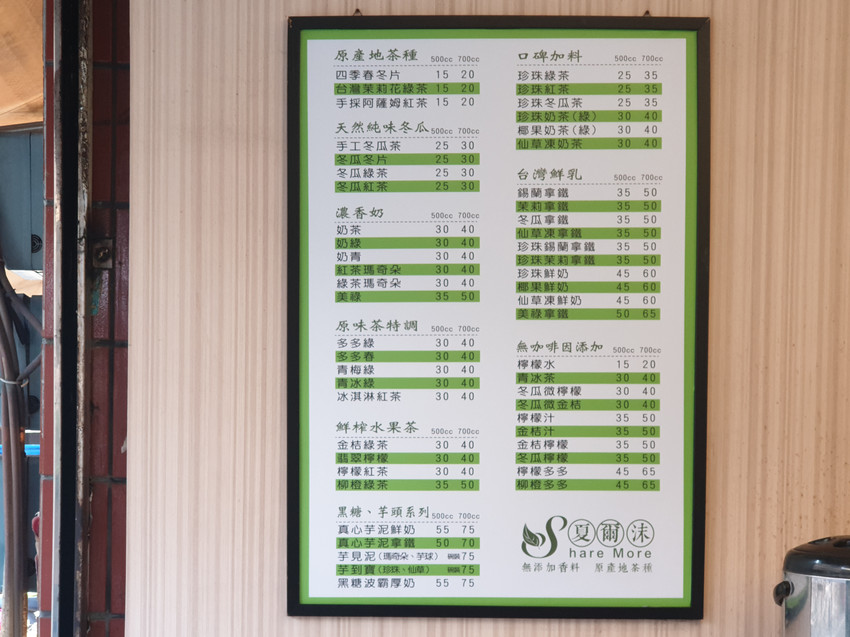 原產地茶種 500cc 700cc
四季春冬片 15 20
台灣茉莉花綠茶 15 20
手採阿薩姆紅茶 15 20
天然純味冬瓜 500cc 700cc
手工冬瓜茶 25 30
冬瓜冬片 25 30
冬瓜綠茶 25 30
冬瓜紅茶 25 30
濃香奶 500cc 700cc
奶茶 30 40
奶綠 30 40
奶青 30 40
紅茶瑪奇朵 30 40
綠茶瑪奇朵 30 40
美綠 35 50
原味茶特調 500cc 700cc
多多綠 30 40
多多春 30 40
青梅綠 30 40
青冰綠 30 40
冰淇淋紅茶 30 40
鮮榨水果茶 500cc 700cc
金桔綠茶 30 40
翡翠檸檬 30 40
檸檬紅茶 30 40
柳橙綠茶 35 50
黑糖、芋頭系列 500cc 700cc
真心芋泥鮮奶 55 75
真心芋泥拿鐵 50 70
芋見泥(瑪奇朵、芋球) 75
芋到寶(珍珠、仙草) 75
黑糖波霸厚奶 55 75
口碑加料 500cc 700cc
珍珠綠茶 25 35
珍珠紅茶 25 35
珍珠冬瓜茶 25 35
珍珠奶茶(綠) 30 40
椰果奶茶(綠) 30 40
仙草凍奶茶 30 40
台灣鮮乳 500cc 700cc
錫蘭拿鐵 35 50
茉莉拿鐵 35 50
冬瓜拿鐵 35 50
仙草凍拿鐵 35 50
珍珠錫蘭拿鐵 35 50
珍珠茉莉拿鐵 35 50
珍珠鮮奶 45 60
椰果鮮奶 45 60
仙草凍鮮奶 45 60
美祿拿鐵 50 65
無咖啡因添加 500cc 700cc
檸檬水 15 20
青冰茶 30 40
冬瓜微檸檬 30 40
冬瓜微金桔 30 40
檸檬汁 35 50
金桔汁 35 50
金桔檸檬 35 50
冬瓜檸檬 35 50
檸檬多多 45 65
柳橙多多 45 65
夏爾沫
Share More
無添加香料 原產地茶種